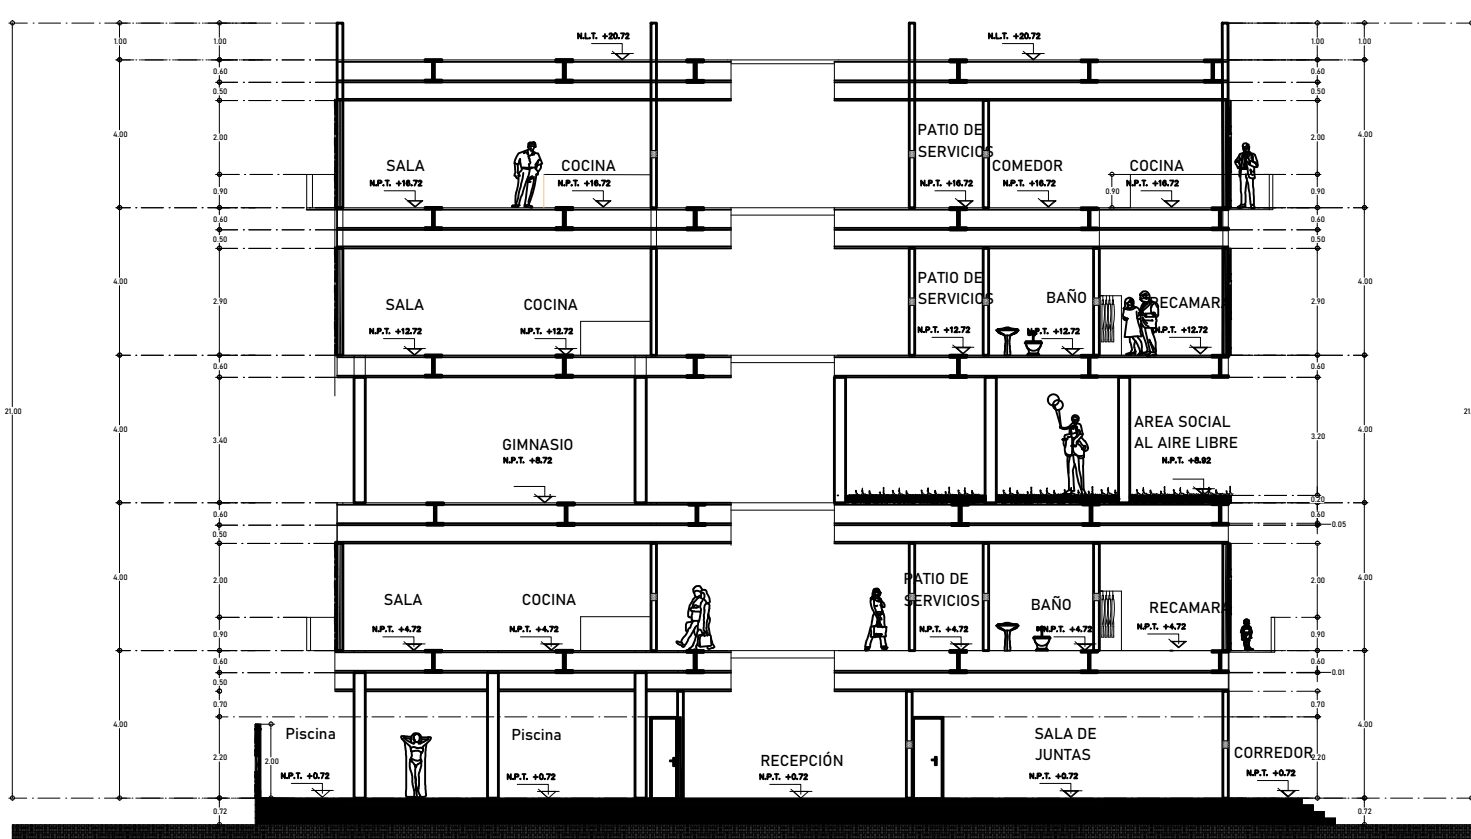 N.L.T. +20.72
N.L.T. +20.72
1.00
1.00
1.00
1.00
0.60
0.60
0.50
0.50
4.00
2.00
PATIO DE
SERVICIOS
2.00
4.00
SALA
COCINA
COMEDOR
COCINA
N.P.T. +16.72
N.P.T. +16.72
N.P.T. +16.72
N.P.T. +16.72
N.P.T. +16.72
0.90
0.90
0.90
0.60
0.60
0.50
0.50
4.00
PATIO DE
SERVICIOS
4.00
2.90
SALA
COCINA
BAÑO
RECAMARA
2.90
N.P.T. +12.72
N.P.T. +12.72
N.P.T. +12.72
N.P.T. +12.72
N.P.T. +12.72
0.60
0.60
21.00
4.00
3.40
GIMNASIO
N.P.T. +8.72
AREA SOCIAL
AL AIRE LIBRE
N.P.T. +8.92
3.20
4.00
21
0.20
0.60
0.60
0.05
0.50
4.00
2.00
PATIO DE
SERVICIOS
2.00
4.00
SALA
COCINA
BAÑO
RECAMARA
N.P.T. +4.72
N.P.T. +4.72
N.P.T. +4.72
N.P.T. +4.72
N.P.T. +4.72
0.90
0.90
0.60
0.60
0.01
0.50
0.70
0.70
4.00
4.00
Piscina
Piscina
SALA DE
JUNTAS
2.20
2.00
RECEPCIÓN
CORREDOR
2.20
N.P.T. +0.72
N.P.T. +0.72
N.P.T. +0.72
N.P.T. +0.72
N.P.T. +0.72
0.72
0.72